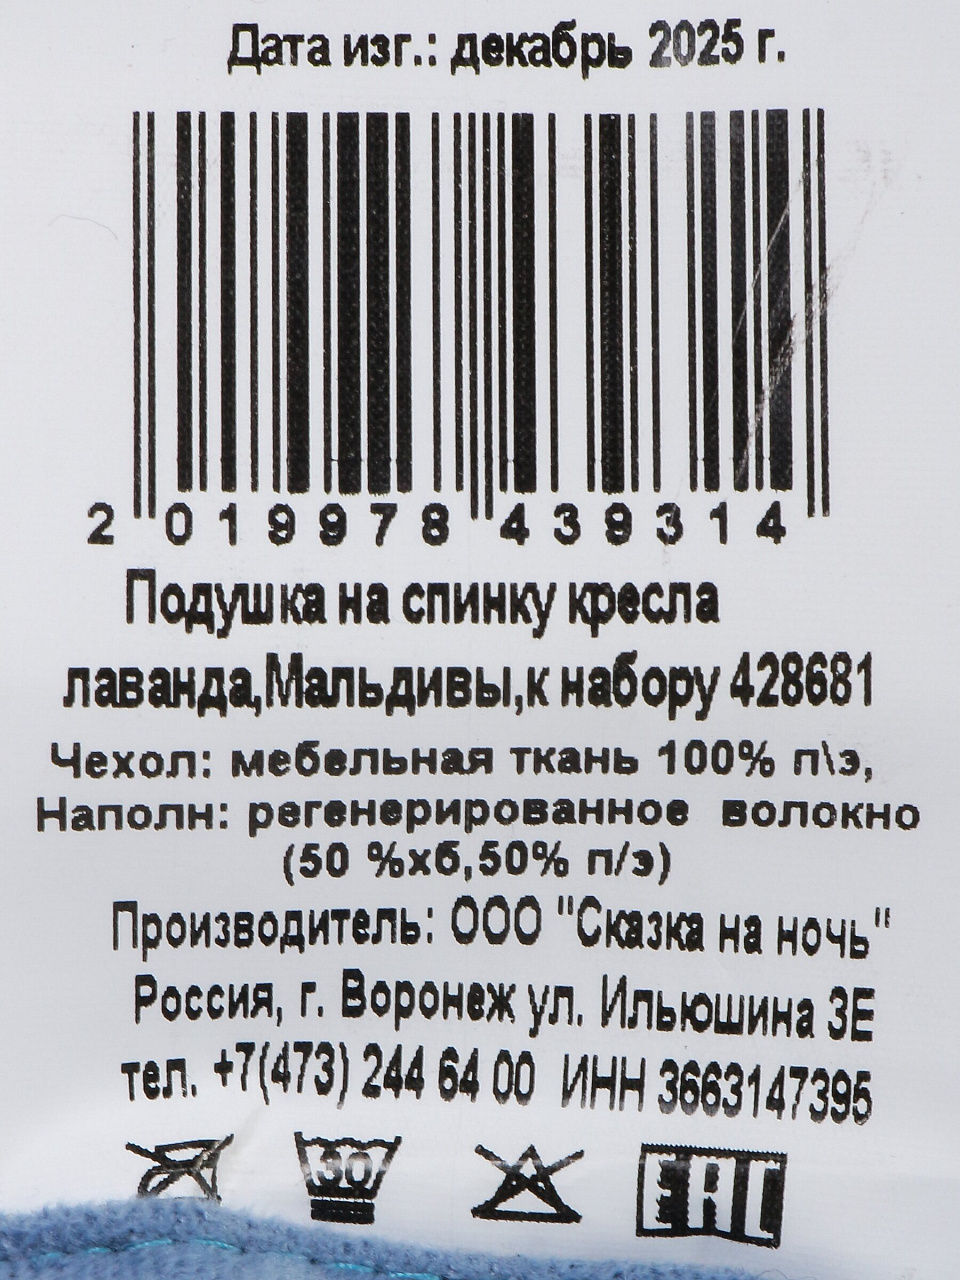 Дата изг.: декабрь 2025 г.
2 019978 439314
Подушка на спинку кресла
лаванда,Мальдивы,к набору 428681
Чехол: мебельная ткань 100% п\э,
Наполн: регенерированное волокно
(50 %хб,50% п/э)
Производитель: ООО "Сказка на ночь"
Россия, г. Воронеж ул. Ильюшина 3Е
тел. +7(473) 244 64 00 ИНН 3663147395
30 EAC